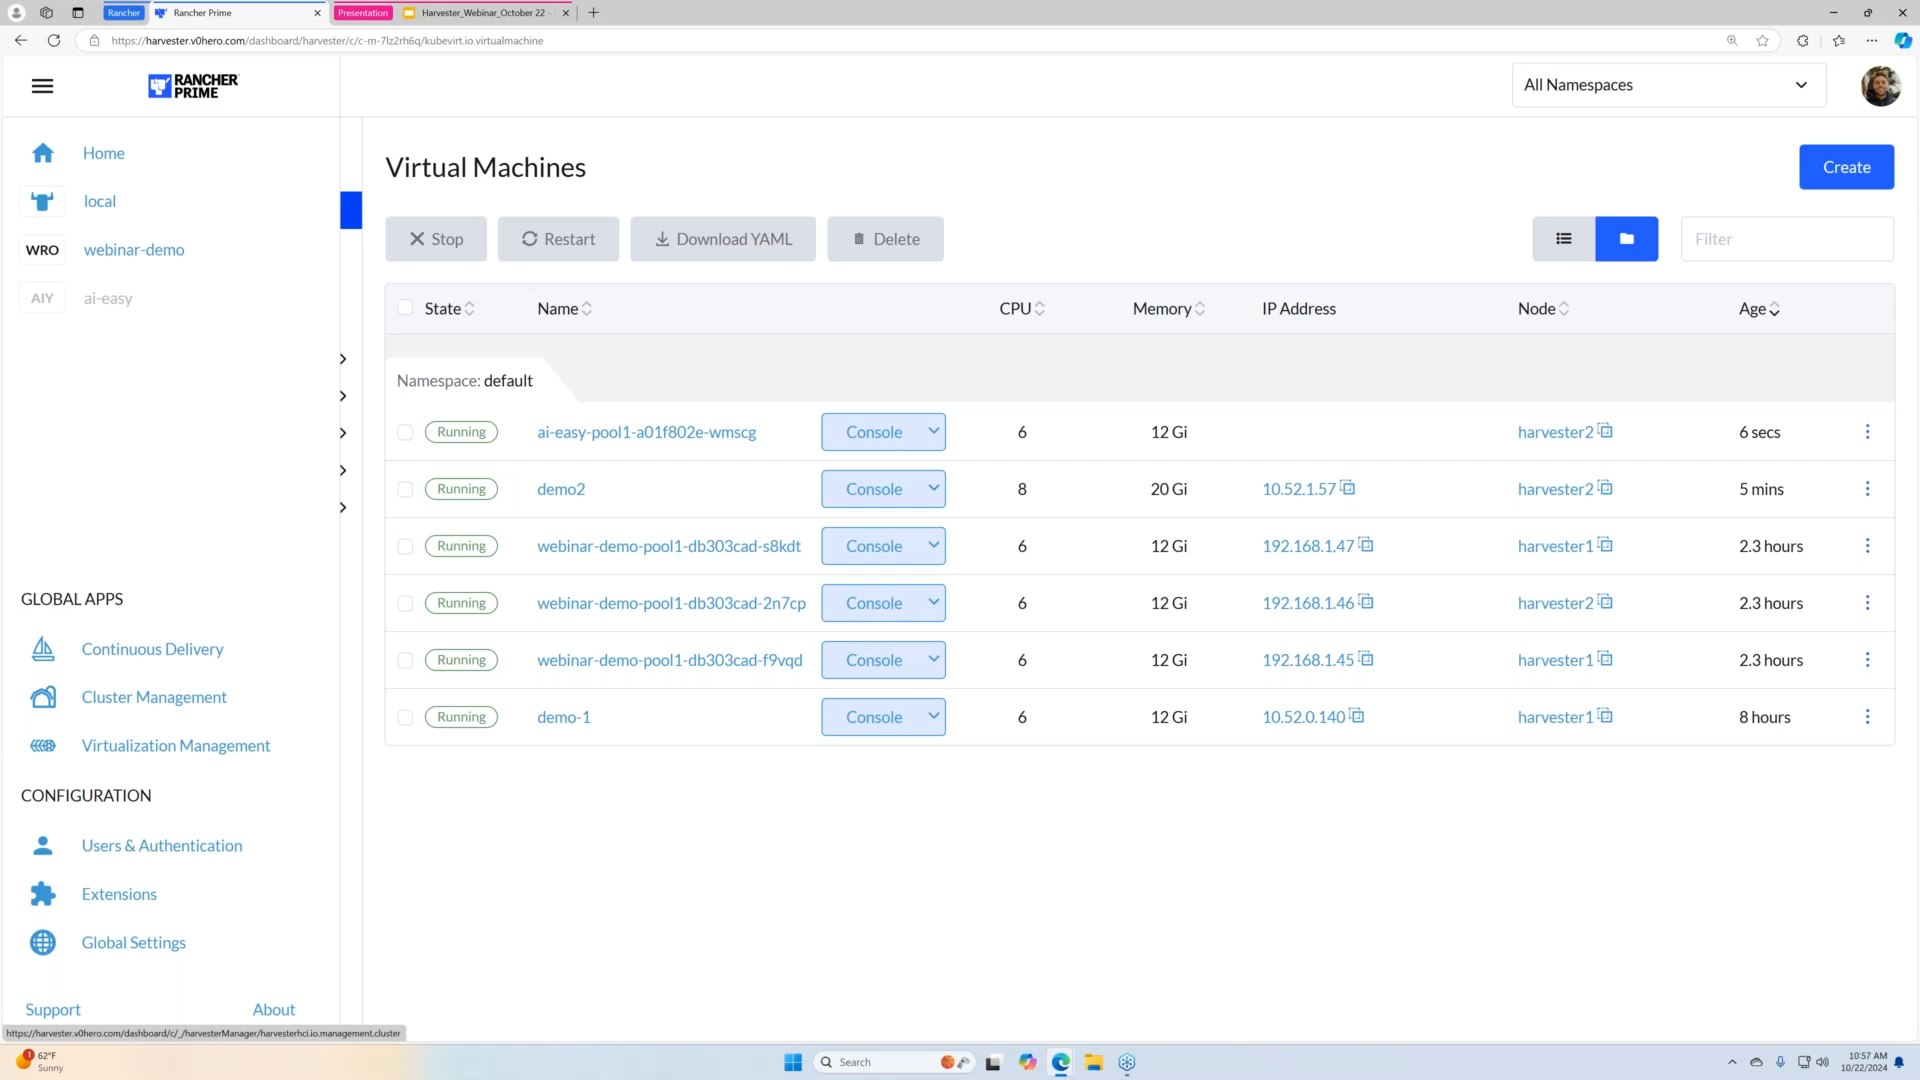 Rancher
Rancher Prime
Presentation
Harvester_Webinar_October 22 -
https://harvester.v0hero.com/dashboard/harvester/c/c-m-7lz2rh6q/kubevirt.io.virtualmachine
RANCHER
PRIME
All Namespaces
Home
local
WRO
webinar-demo
AIY
ai-easy
GLOBAL APPS
Continuous Delivery
Cluster Management
Virtualization Management
CONFIGURATION
Users & Authentication
Extensions
Global Settings
Support
About
https://harvester.v0hero.com/dashboard/c/_/harvesterManager/harvesterhci.io.management.cluster
Virtual Machines
Create
Stop
Restart
Download YAML
Delete
Filter
State Name CPU Memory IP Address Node Age
Namespace: default
Running ai-easy-pool1-a01f802e-wmscg Console 6 12 Gi harvester2 6 secs
Running demo2 Console 8 20 Gi 10.52.1.57 harvester2 5 mins
Running webinar-demo-pool1-db303cad-s8kdt Console 6 12 Gi 192.168.1.47 harvester1 2.3 hours
Running webinar-demo-pool1-db303cad-2n7cp Console 6 12 Gi 192.168.1.46 harvester2 2.3 hours
Running webinar-demo-pool1-db303cad-f9vqd Console 6 12 Gi 192.168.1.45 harvester1 2.3 hours
Running demo-1 Console 6 12 Gi 10.52.0.140 harvester1 8 hours
1
62°F
Sunny
Search
10:57 AM
10/22/2024